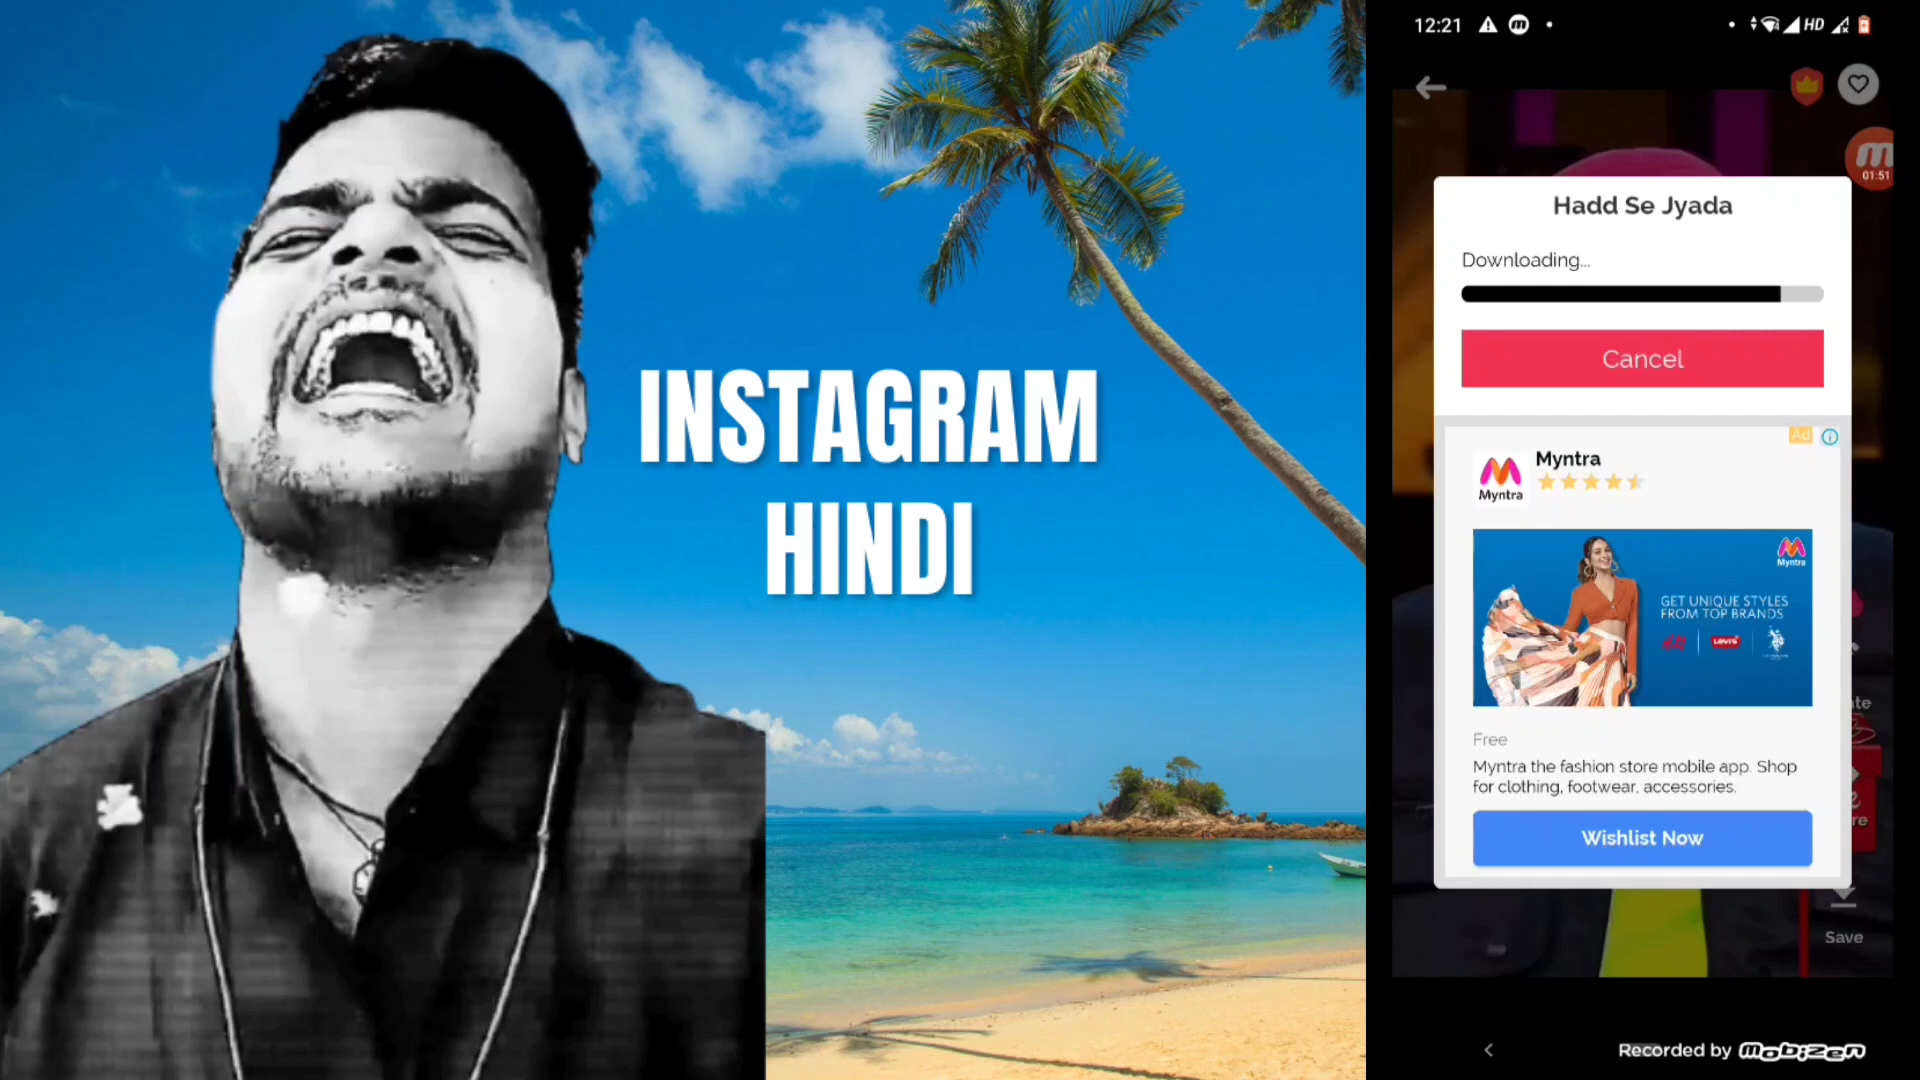 INSTAGRAM
HINDI
12:21
HD
01:51
Hadd Se Jyada
Downloading...
Cancel
Ad
Myntra
Myntra
Myntra
GET UNIQUE STYLES
FROM TOP BRANDS
H&M
Levi's
Free
Myntra the fashion store mobile app. Shop
for clothing, footwear, accessories.
Wishlist Now
Save
Recorded by mobizen